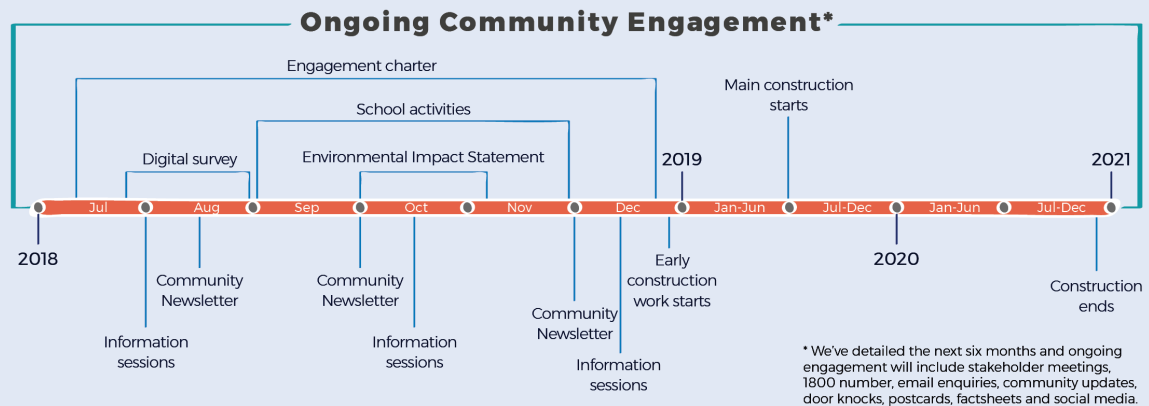 Ongoing Community Engagement*
Engagement charter
Main construction
starts
School activities
Digital survey
Environmental Impact Statement
2019
2021
Jul
Aug
Sep
Oct
Nov
Dec
Jan-Jun
Jul-Dec
Jan-Jun
Jul-Dec
2018
2020
Community
Newsletter
Community
Newsletter
Early
construction
work starts
Construction
ends
Community
Newsletter
Information
sessions
Information
sessions
Information
sessions
* We've detailed the next six months and ongoing
engagement will include stakeholder meetings,
1800 number, email enquiries, community updates,
door knocks, postcards, factsheets and social media.